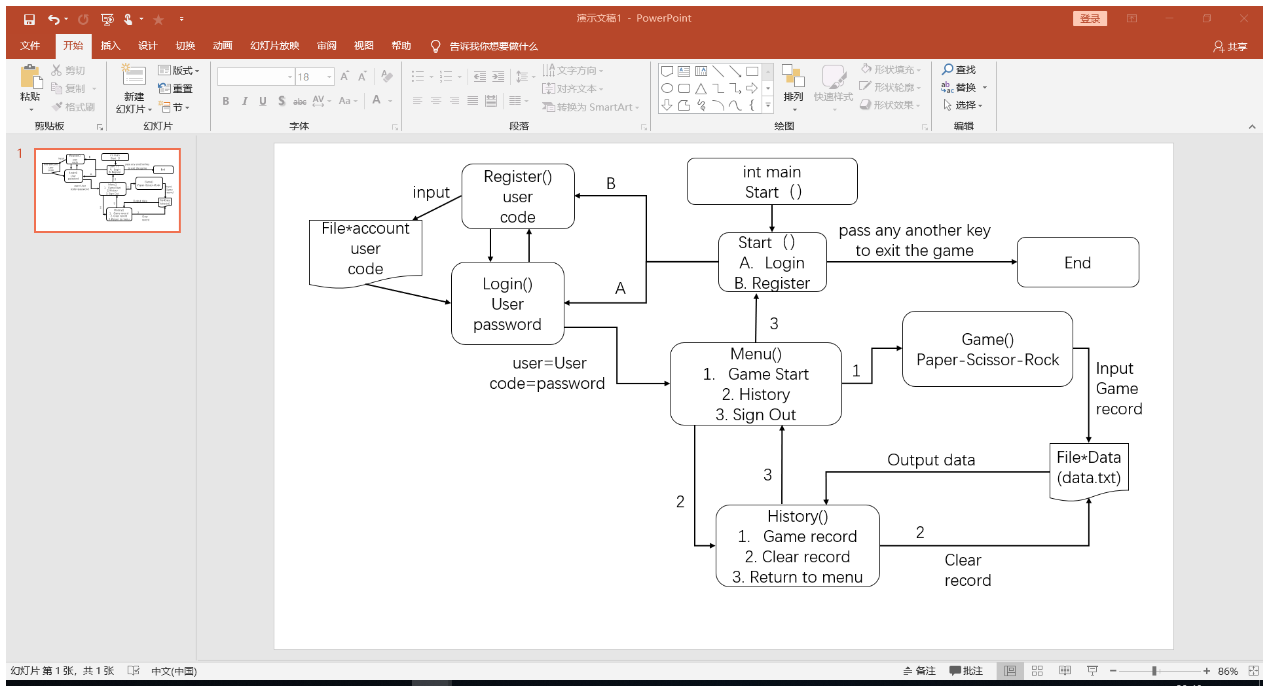 演示文稿1 - PowerPoint
登录
文件 开始 插入 设计 切换 动画 幻灯片放映 审阅 视图 帮助 告诉我你想要做什么 共享
粘贴
剪切
复制
格式刷
剪贴板
新建
幻灯片
版式
重置
节
幻灯片
18
B I U S abc AV Aa A
字体
文字方向
对齐文本
转换为 SmartArt
段落
排列
快速样式
形状填充
形状轮廓
形状效果
绘图
查找
替换
选择
编辑
1
int main
Start （）
Register()
user
code
input
B
File*account
user
code
Start （）
A. Login
B. Register
pass any another key
to exit the game
End
Login()
User
password
A
3
user=User
code=password
Menu()
1. Game Start
2. History
3. Sign Out
1
Game()
Paper-Scissor-Rock
Input
Game
record
File*Data
(data.txt)
Output data
3
2
History()
1. Game record
2. Clear record
3. Return to menu
2
Clear
record
幻灯片 第 1 张，共 1 张 中文(中国) 备注 批注 86%